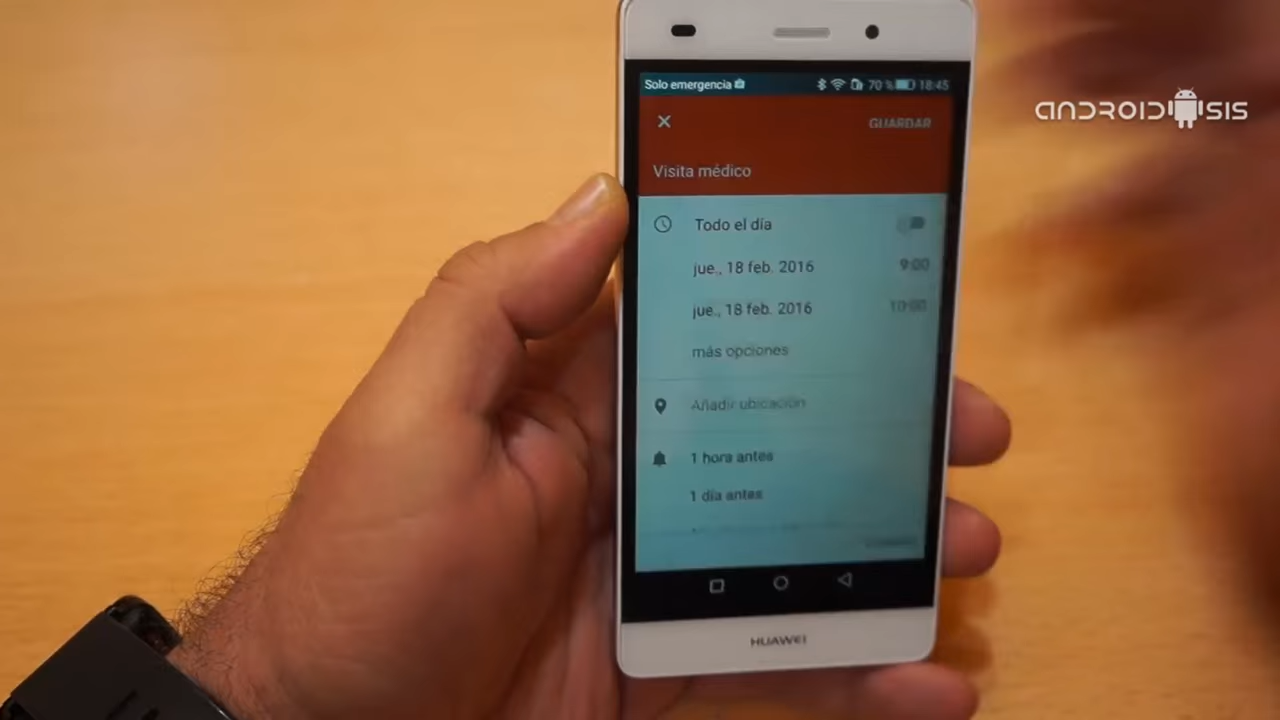 Solo emergencia 70 % 18:45
ANDROIDSIS
GUARDAR
Visita médico
Todo el día
jue., 18 feb. 2016 9:00
jue., 18 feb. 2016 10:00
más opciones
Añadir ubicación
1 hora antes
1 día antes
HUAWEI